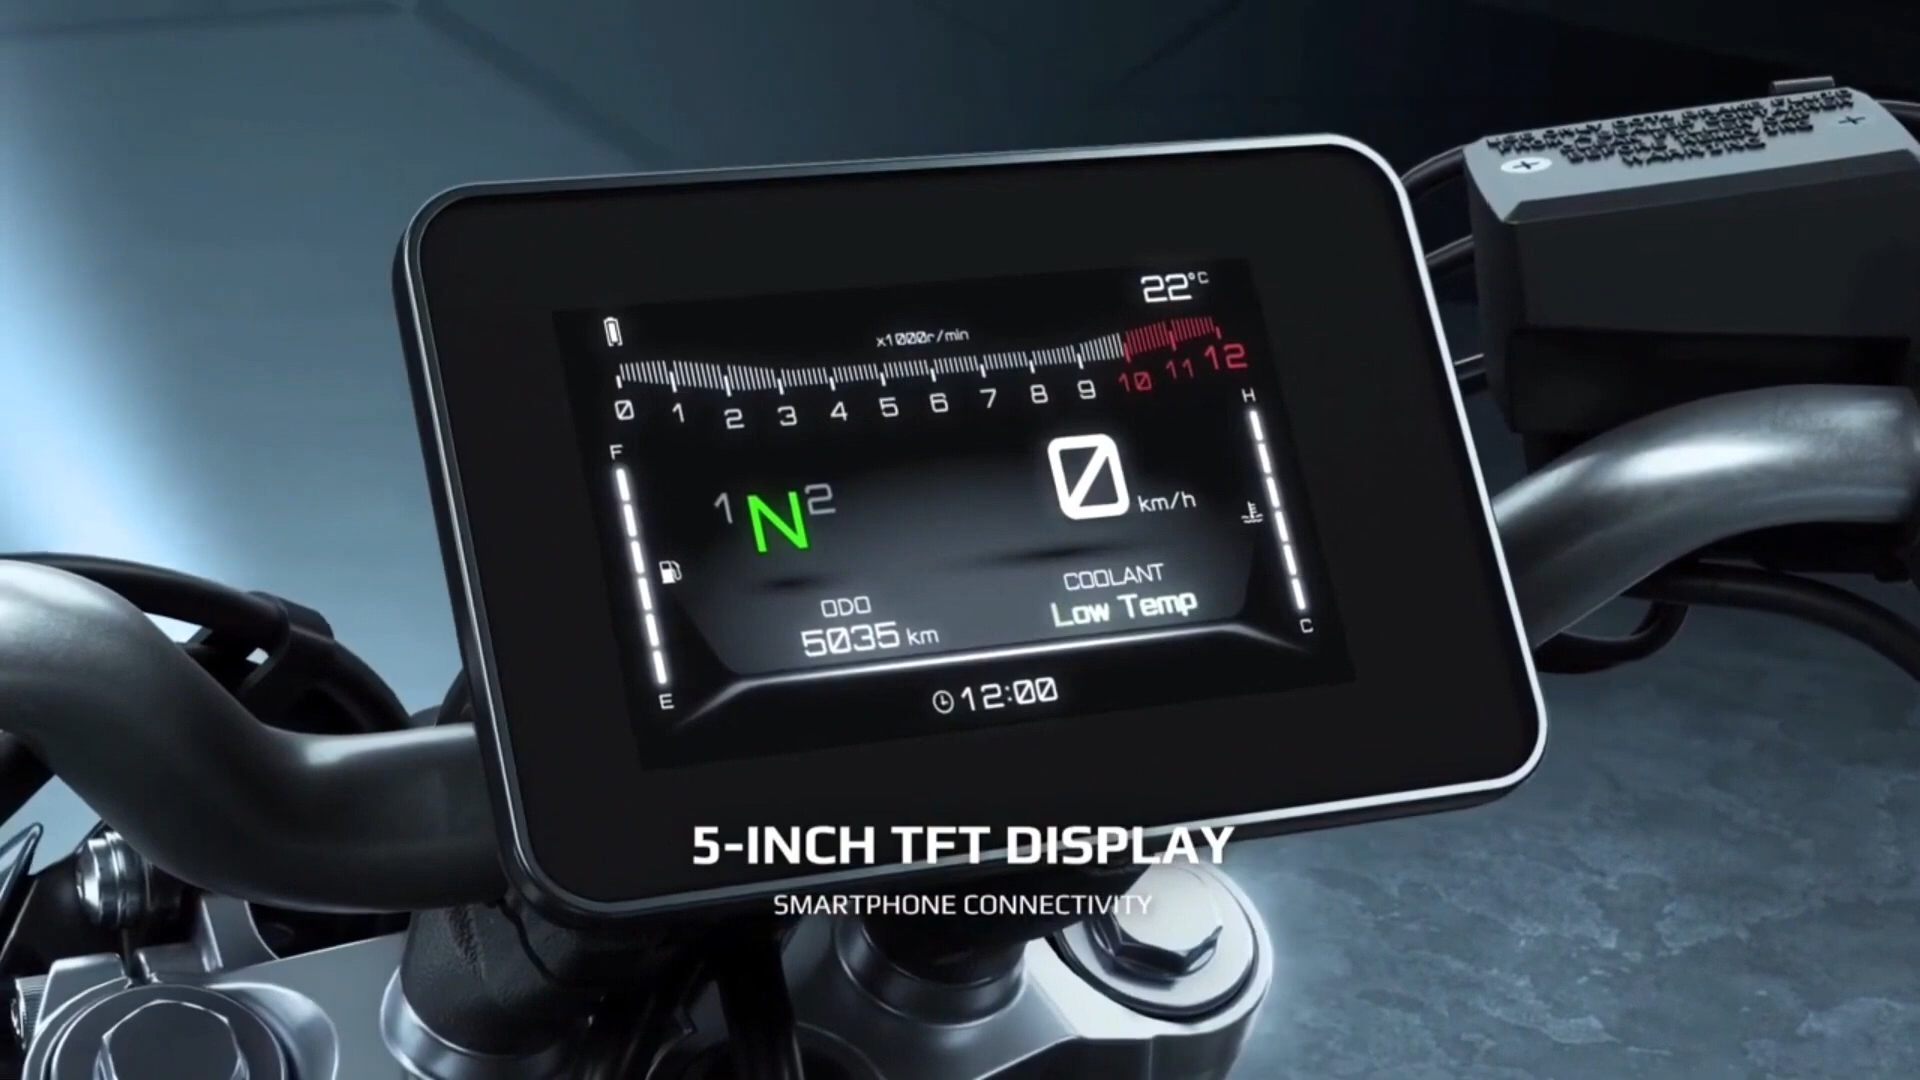 22°C
x1000r/min
0 1 2 3 4 5 6 7 8 9 10 11 12
F
H
1 N 2
0 km/h
COOLANT
Low Temp
ODO
5035 km
C
E
12:00
5-INCH TFT DISPLAY
SMARTPHONE CONNECTIVITY
WARNING